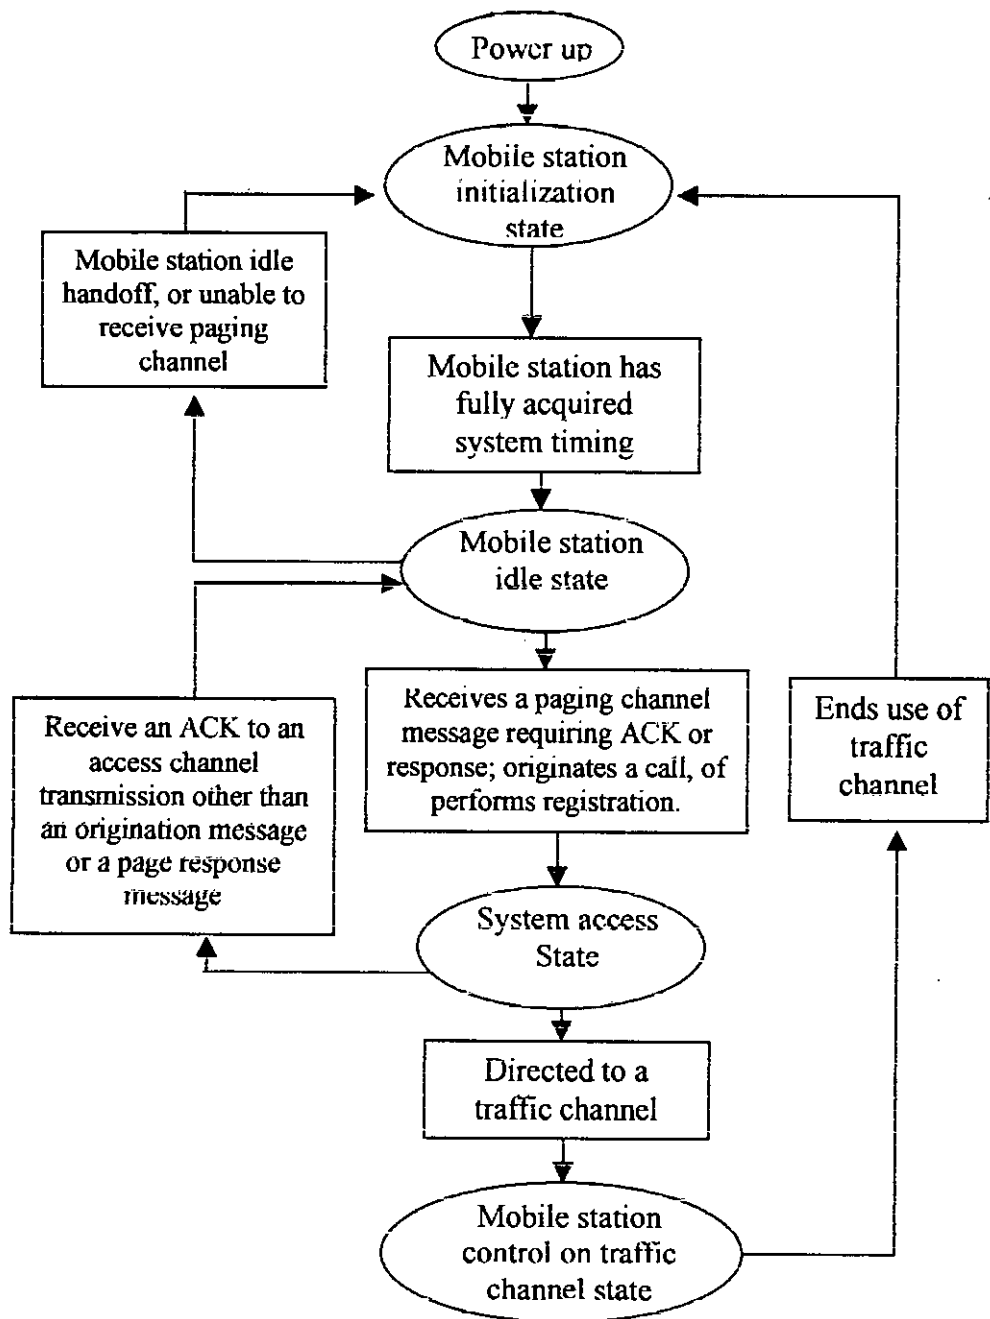 Power up
Mobile station
initialization
state
Mobile station idle
handoff, or unable to
receive paging
channel
Mobile station has
fully acquired
system timing
Mobile station
idle state
Receives a paging channel
message requiring ACK or
response; originates a call, of
performs registration.
Receive an ACK to an
access channel
transmission other than
an origination message
or a page response
message
Ends use of
traffic
channel
System access
State
Directed to a
traffic channel
Mobile station
control on traffic
channel state